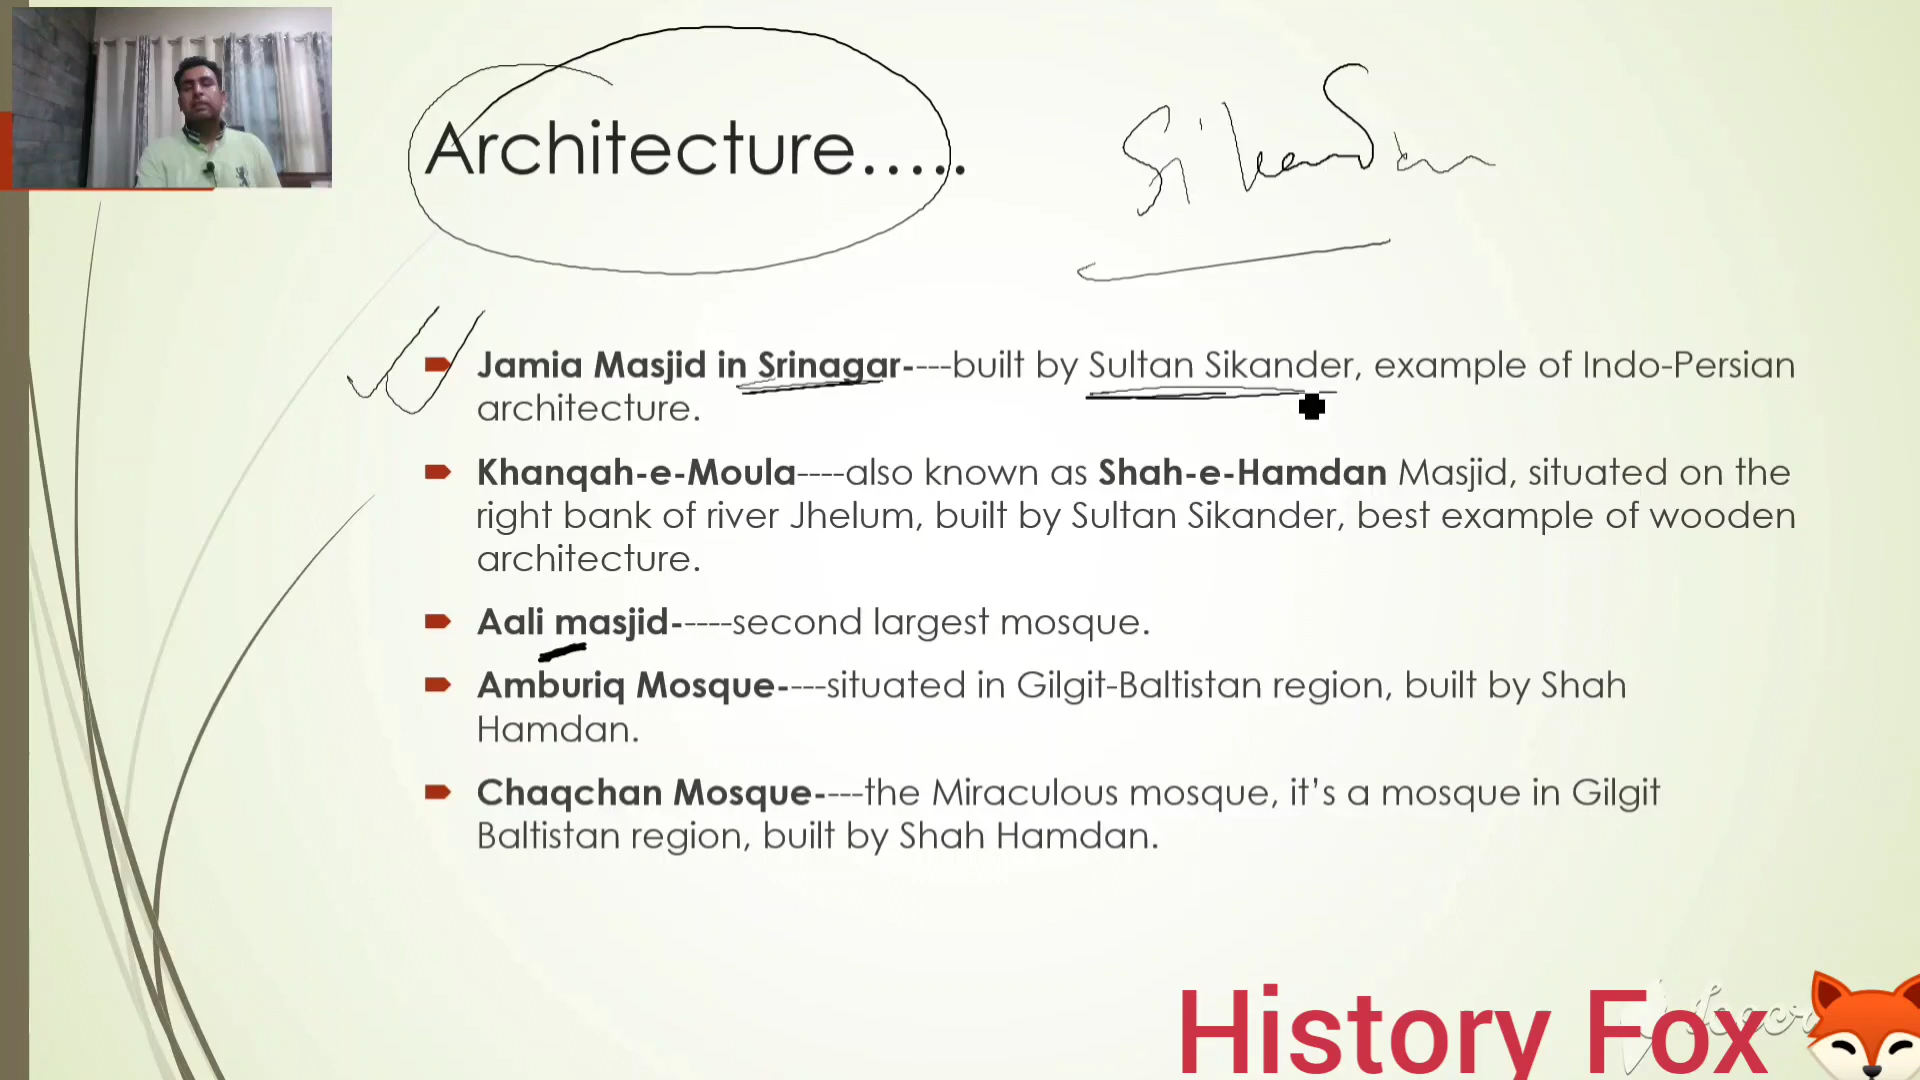 Architecture.....
Sikandar
Jamia Masjid in Srinagar----built by Sultan Sikander, example of Indo-Persian
architecture.
Khanqah-e-Moula----also known as Shah-e-Hamdan Masjid, situated on the
right bank of river Jhelum, built by Sultan Sikander, best example of wooden
architecture.
Aali masjid-----second largest mosque.
Amburiq Mosque----situated in Gilgit-Baltistan region, built by Shah
Hamdan.
Chaqchan Mosque----the Miraculous mosque, it’s a mosque in Gilgit
Baltistan region, built by Shah Hamdan.
History Fox